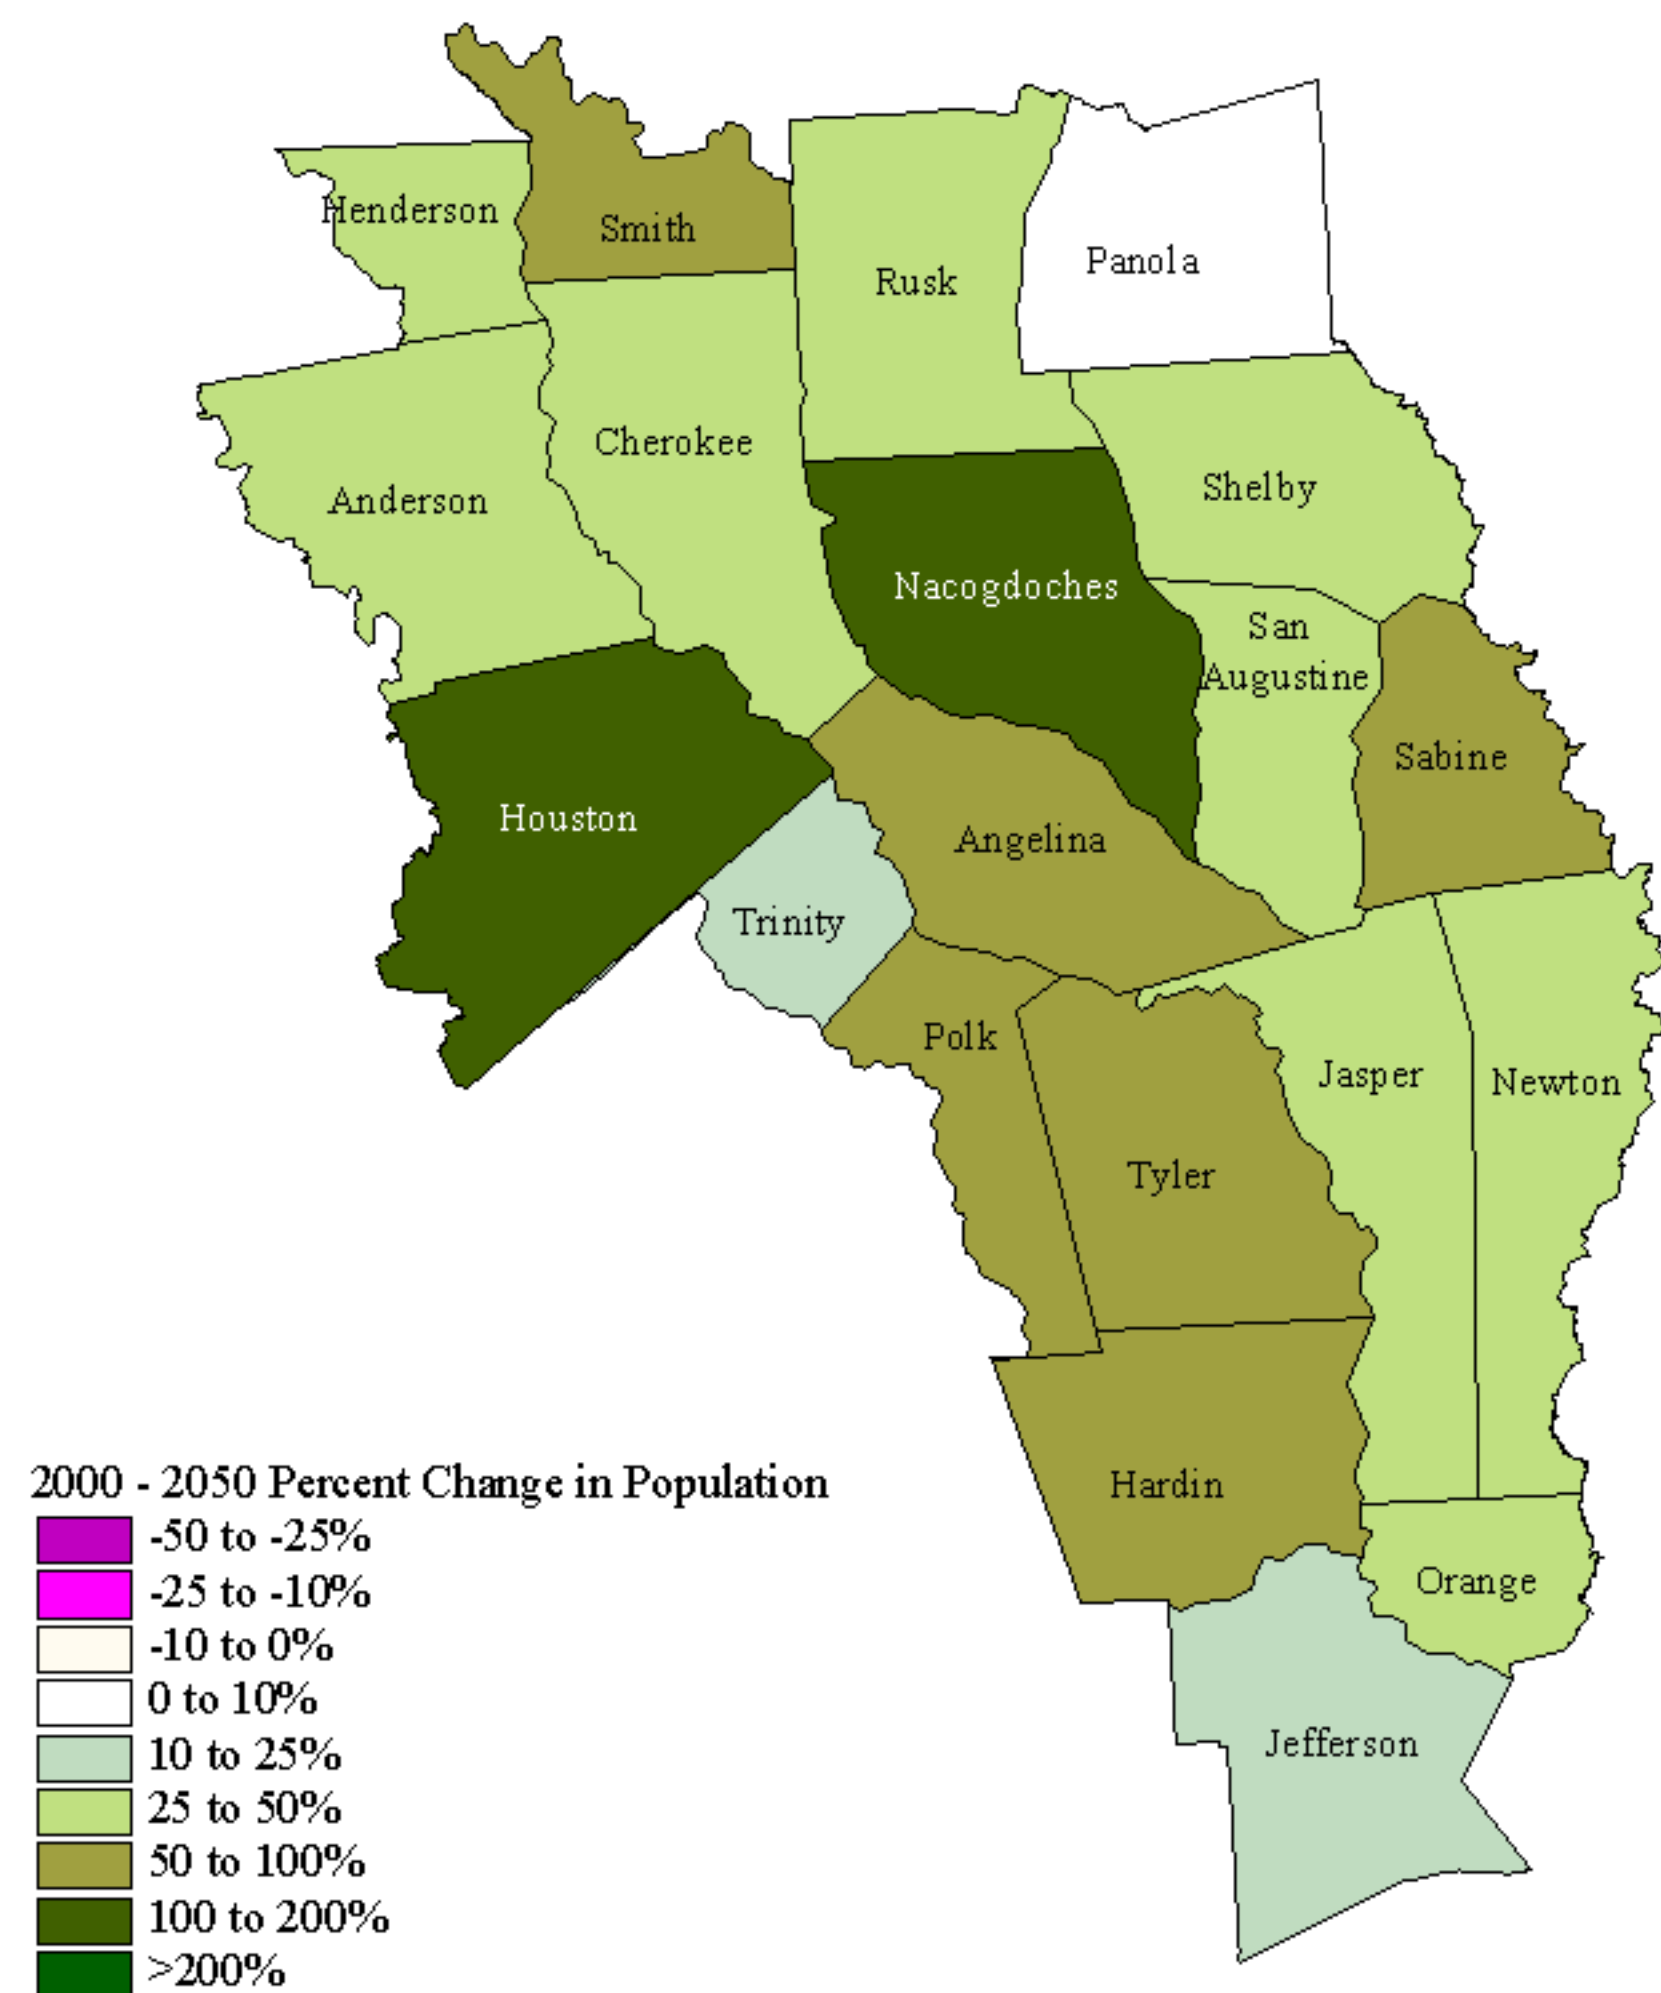 Henderson
Smith
Rusk
Panola
Cherokee
Anderson
Shelby
Nacogdoches
San
Augustine
Sabine
Houston
Angelina
Trinity
Polk
Jasper
Newton
Tyler
Hardin
Orange
Jefferson
2000 - 2050 Percent Change in Population
-50 to -25%
-25 to -10%
-10 to 0%
0 to 10%
10 to 25%
25 to 50%
50 to 100%
100 to 200%
>200%